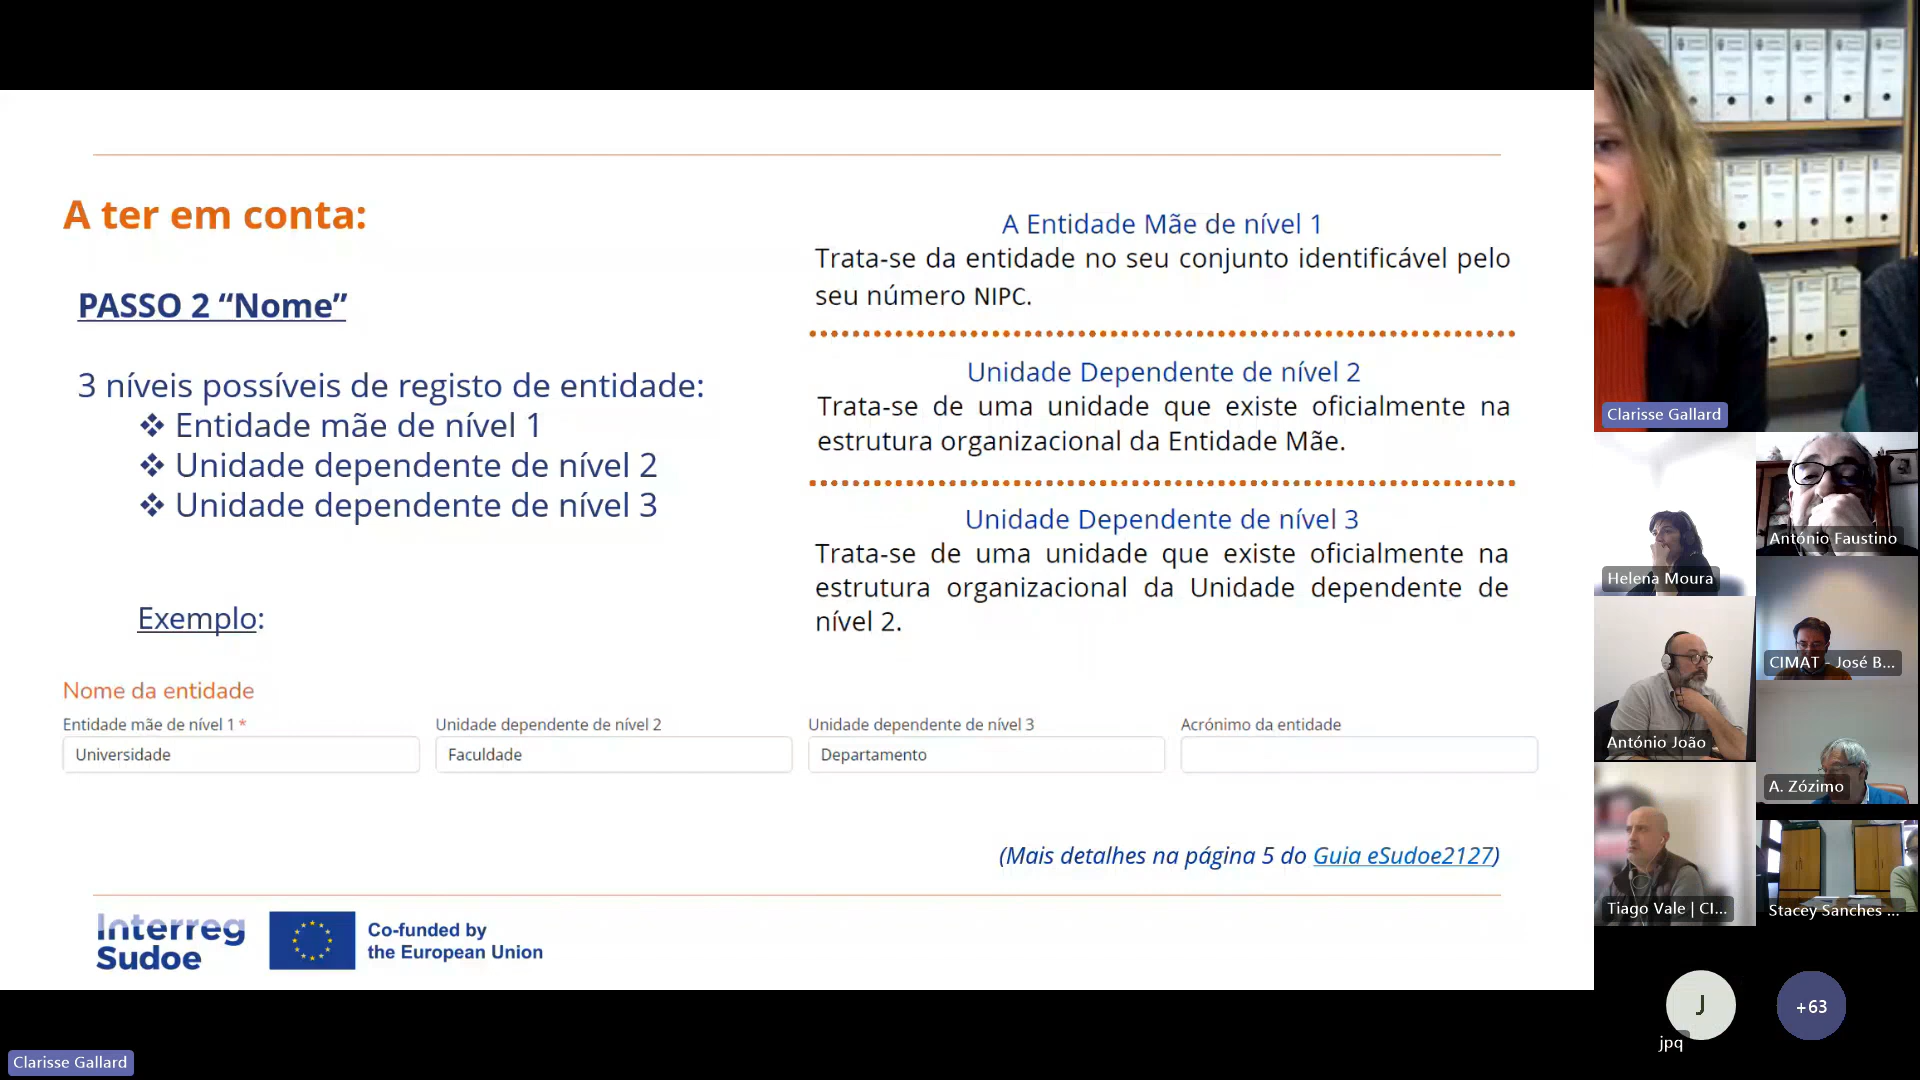 A ter em conta:
PASSO 2 “Nome”
3 níveis possíveis de registo de entidade:
❖ Entidade mãe de nível 1
❖ Unidade dependente de nível 2
❖ Unidade dependente de nível 3
Exemplo:
A Entidade Mãe de nível 1
Trata-se da entidade no seu conjunto identificável pelo
seu número NIPC.
Unidade Dependente de nível 2
Trata-se de uma unidade que existe oficialmente na
estrutura organizacional da Entidade Mãe.
Unidade Dependente de nível 3
Trata-se de uma unidade que existe oficialmente na
estrutura organizacional da Unidade dependente de
nível 2.
Nome da entidade
Entidade mãe de nível 1 *
Universidade
Unidade dependente de nível 2
Faculdade
Unidade dependente de nível 3
Departamento
Acrónimo da entidade
(Mais detalhes na página 5 do Guia eSudoe2127)
Interreg
Sudoe
Co-funded by
the European Union
Clarisse Gallard
Clarisse Gallard
Helena Moura
António Faustino
CIMAT - José B...
António João
A. Zózimo
Tiago Vale | CI...
Stacey Sanches ...
J
jpq
+63